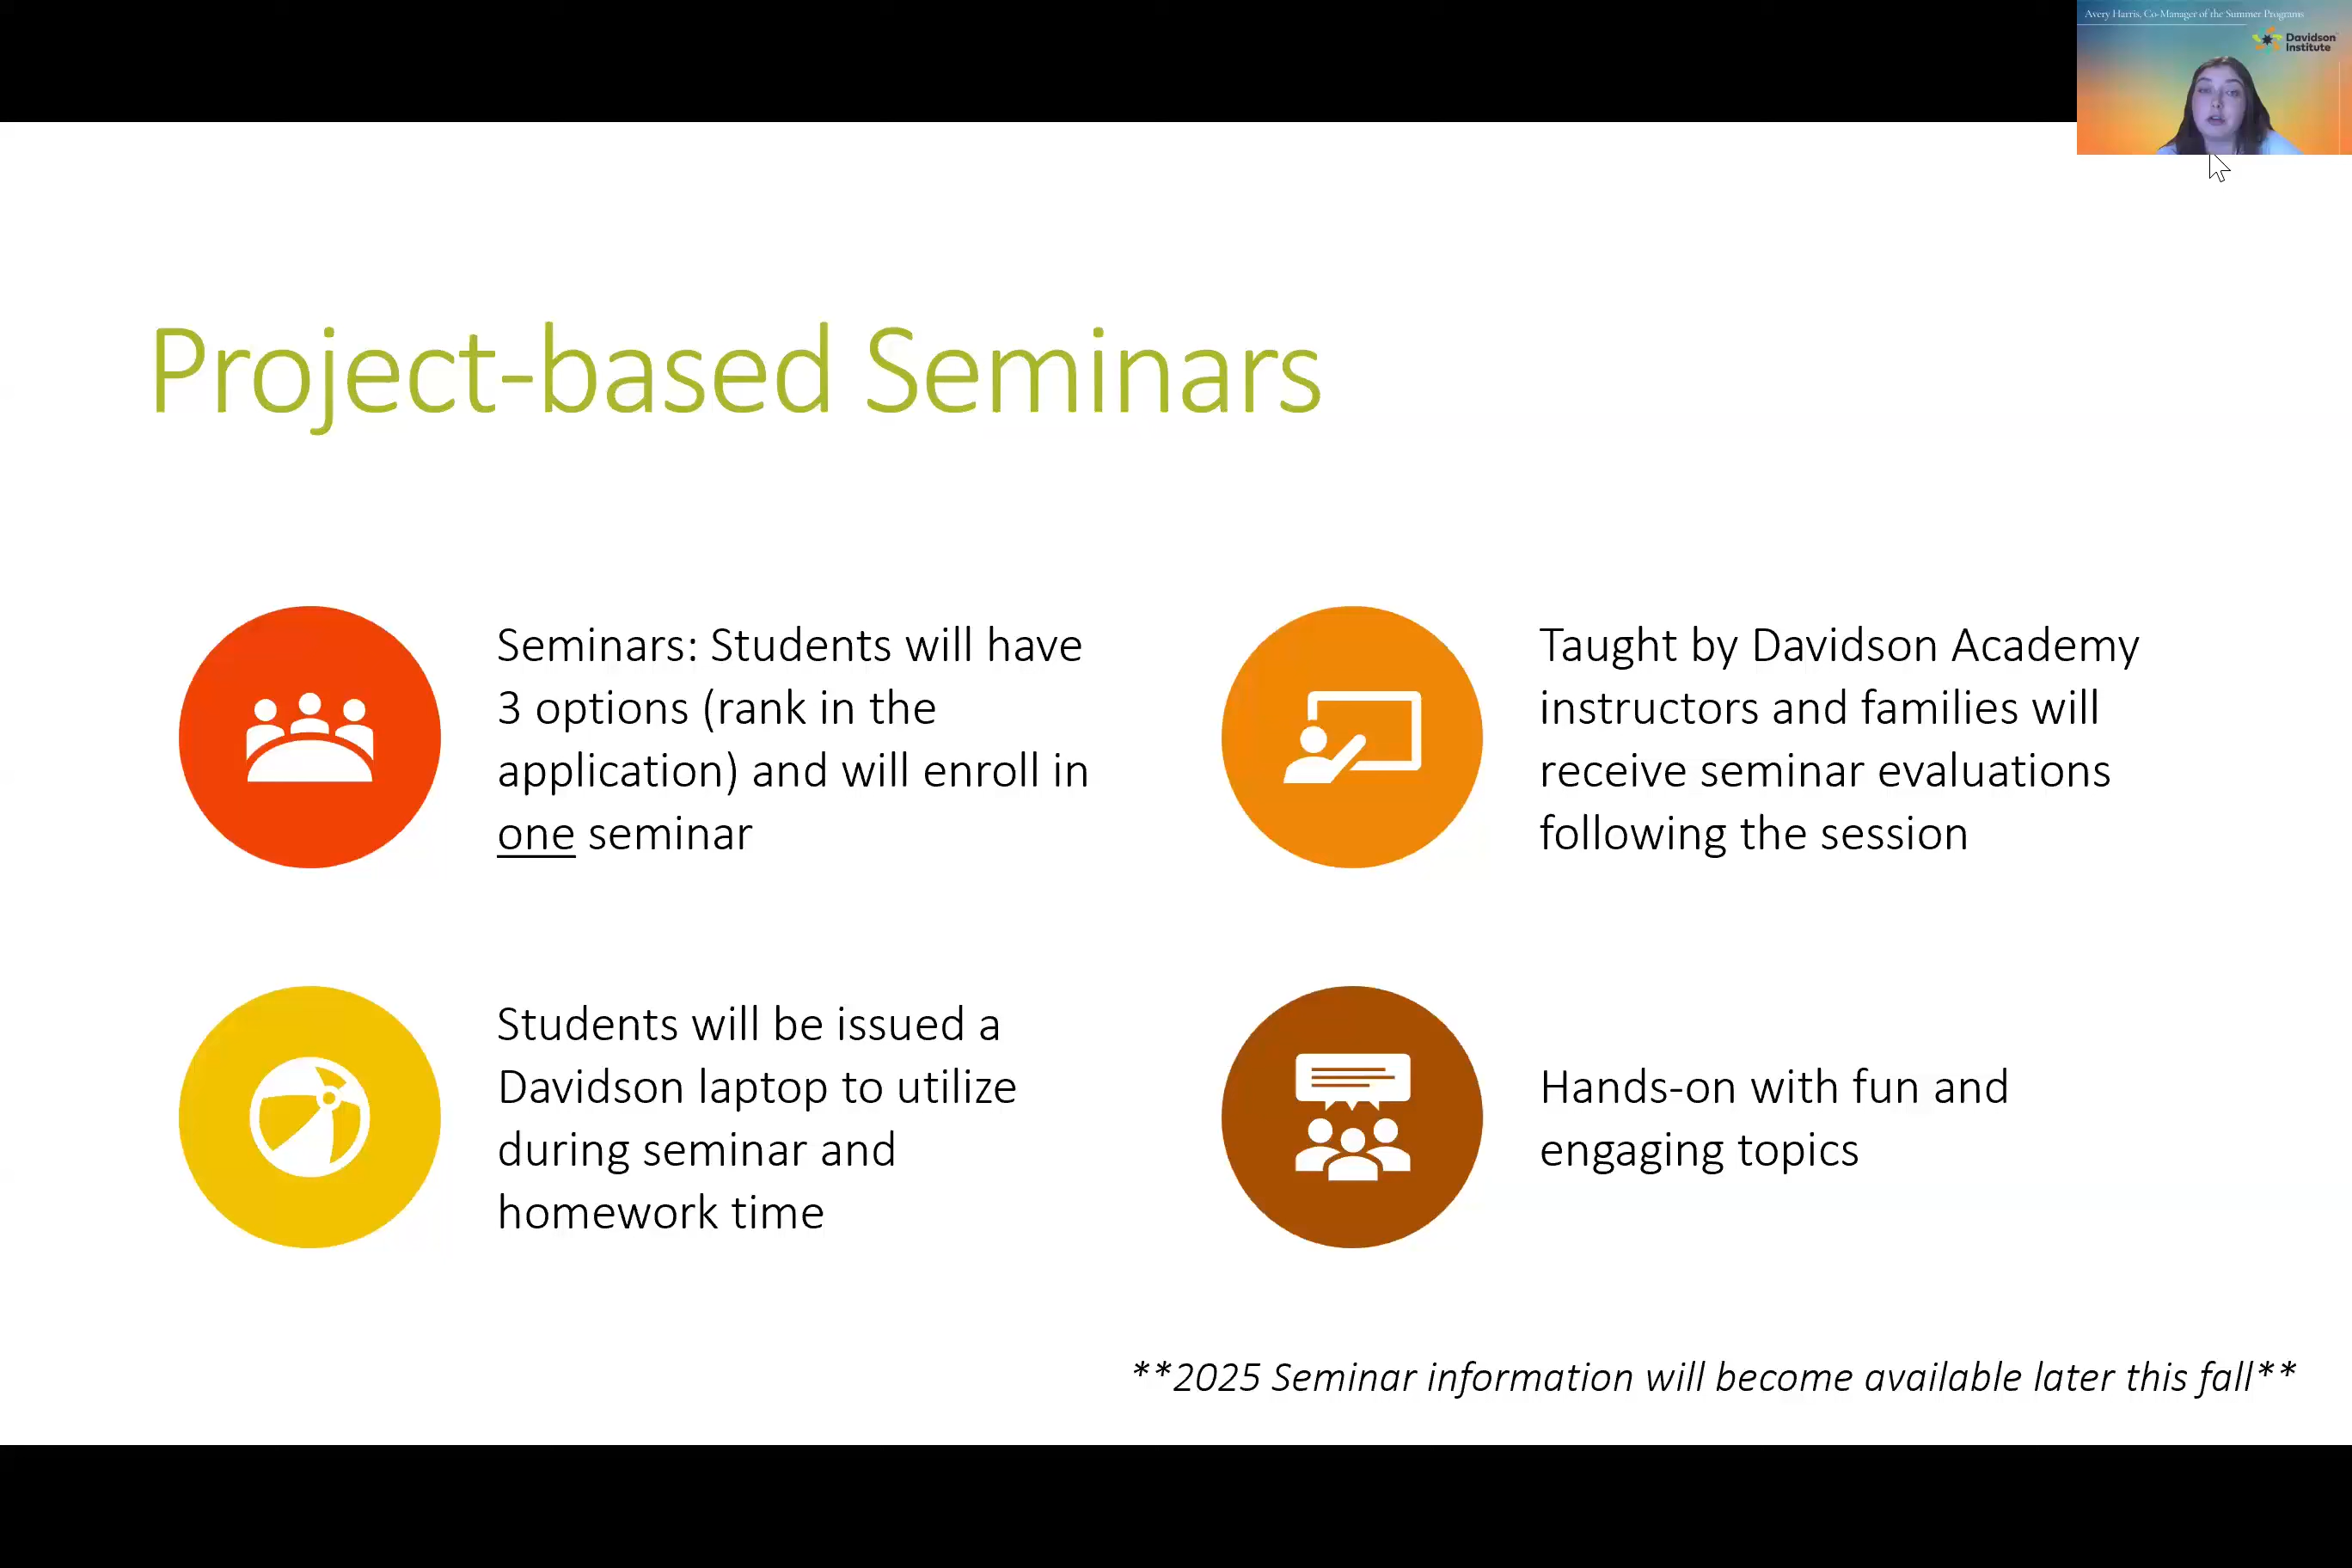 Avery Harris, Co-Manager of the Summer Programs
Davidson
Institute
Project-based Seminars
Seminars: Students will have
3 options (rank in the
application) and will enroll in
one seminar
Taught by Davidson Academy
instructors and families will
receive seminar evaluations
following the session
Students will be issued a
Davidson laptop to utilize
during seminar and
homework time
Hands-on with fun and
engaging topics
**2025 Seminar information will become available later this fall**